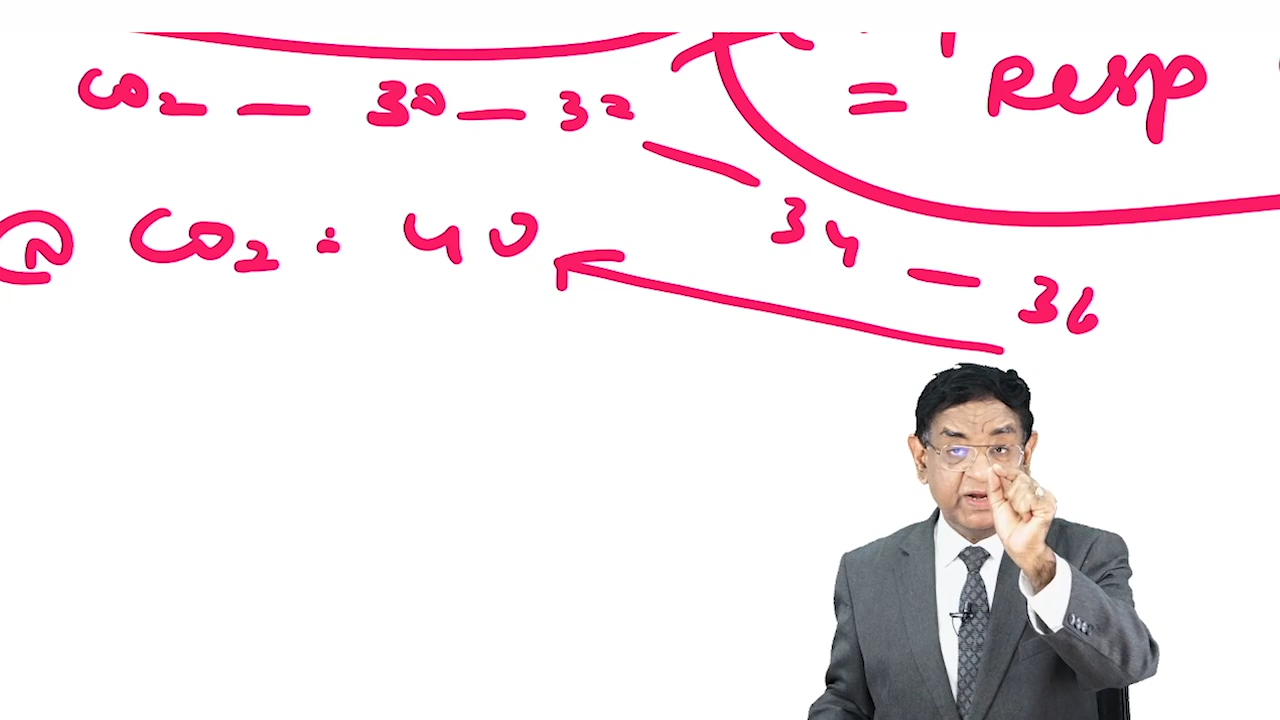 = Resp
CO2 — 30 — 32 — 34 — 36
@ CO2 : 40